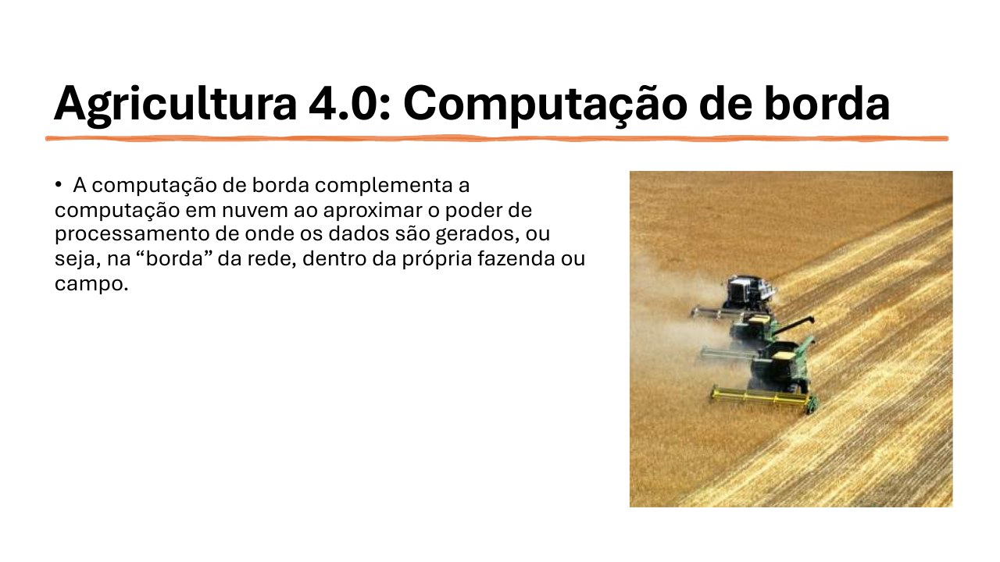 Agricultura 4.0: Computação de borda
• A computação de borda complementa a
computação em nuvem ao aproximar o poder de
processamento de onde os dados são gerados, ou
seja, na “borda” da rede, dentro da própria fazenda ou
campo.